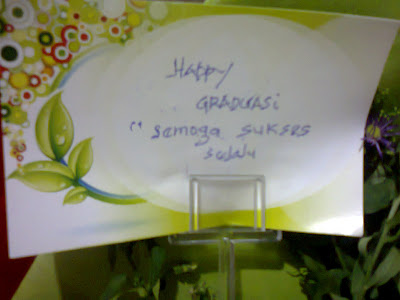 Happy
GRADUASI
" Semoga SUKSES
Selalu